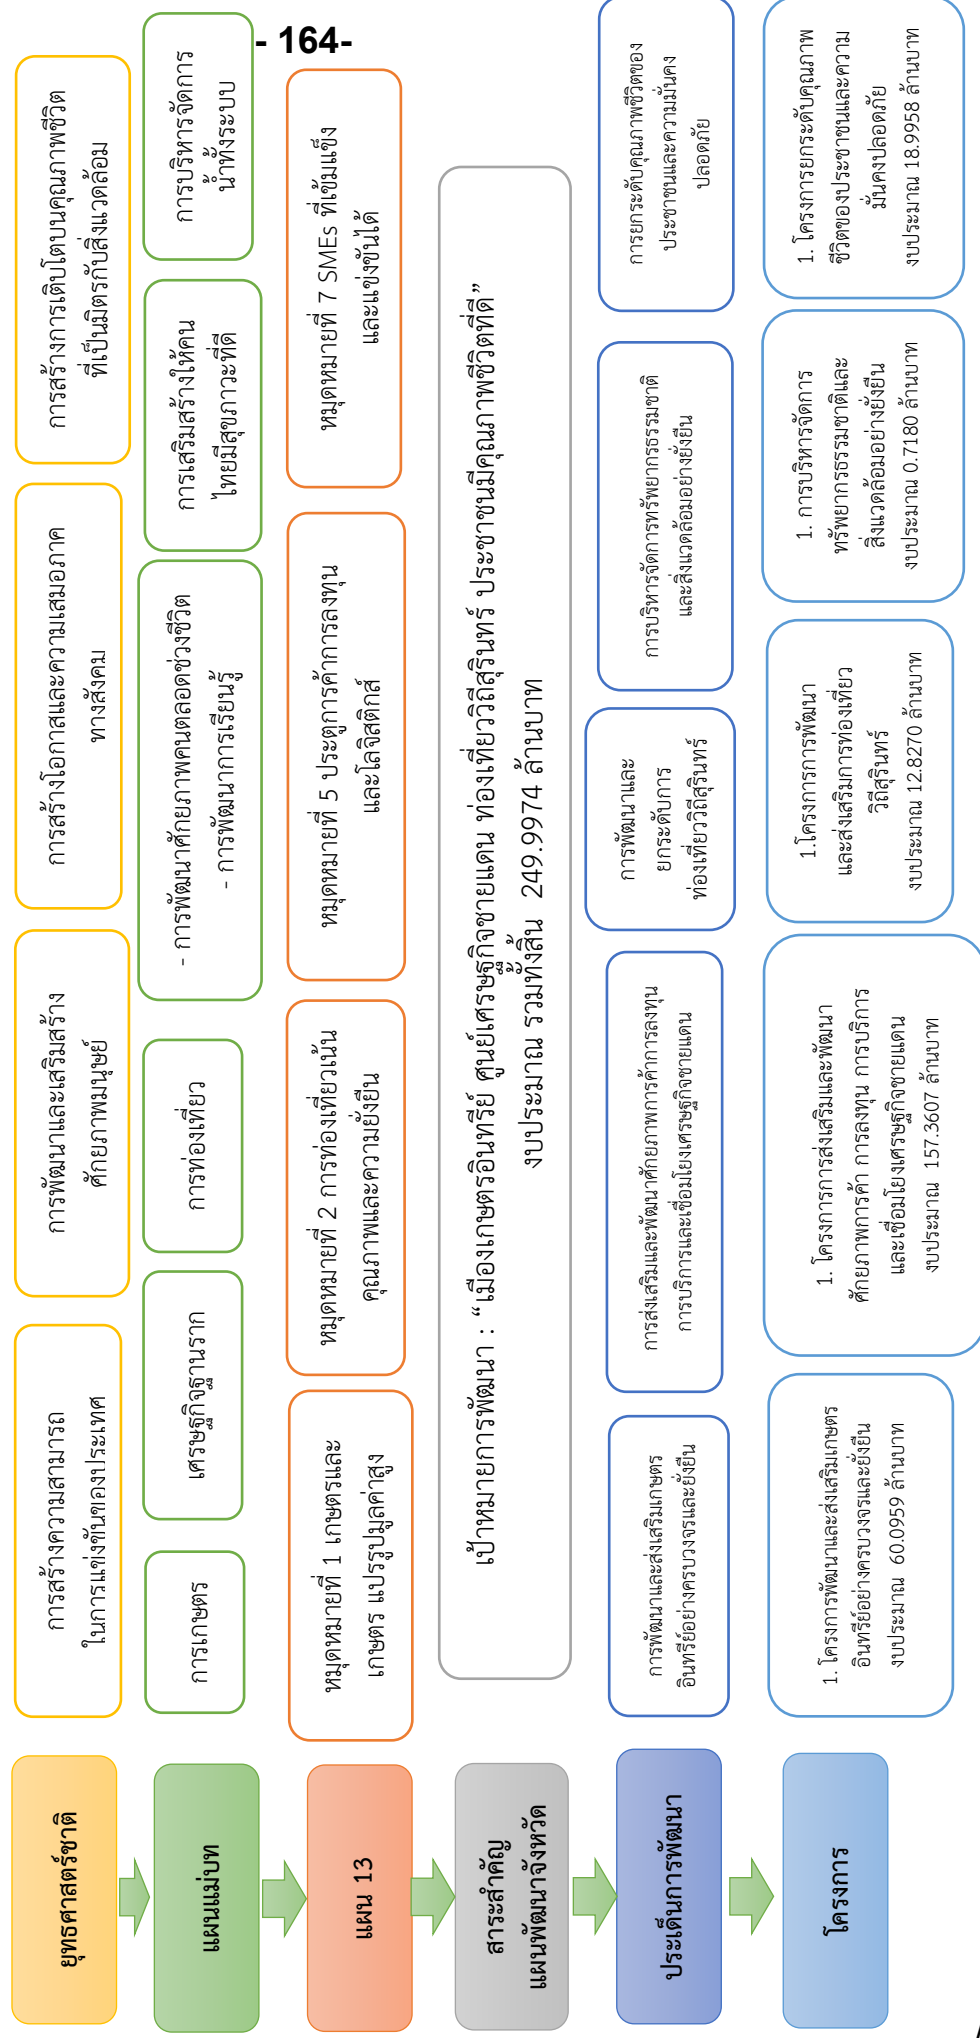 - 164-
ยุทธศาสตร์ชาติ
การสร้างความสามารถ
ในการแข่งขันของประเทศ
การพัฒนาและเสริมสร้าง
ศักยภาพมนุษย์
การสร้างโอกาสและความเสมอภาค
ทางสังคม
การสร้างการเติบโตบนคุณภาพชีวิต
ที่เป็นมิตรกับสิ่งแวดล้อม
แผนแม่บท
การเกษตร
เศรษฐกิจฐานราก
การท่องเที่ยว
- การพัฒนาศักยภาพคนตลอดช่วงชีวิต
- การพัฒนาการเรียนรู้
การเสริมสร้างให้คน
ไทยมีสุขภาวะที่ดี
การบริหารจัดการ
น้ำทั้งระบบ
แผน 13
หมุดหมายที่ 1 เกษตรและ
เกษตร แปรรูปมูลค่าสูง
หมุดหมายที่ 2 การท่องเที่ยวเน้น
คุณภาพและความยั่งยืน
หมุดหมายที่ 5 ประตูการค้าการลงทุน
และโลจิสติกส์
หมุดหมายที่ 7 SMEs ที่เข้มแข็ง
และแข่งขันได้
สาระสำคัญ
แผนพัฒนาจังหวัด
เป้าหมายการพัฒนา : “เมืองเกษตรอินทรีย์ ศูนย์เศรษฐกิจชายแดน ท่องเที่ยววิถีสุรินทร์ ประชาชนมีคุณภาพชีวิตที่ดี”
งบประมาณ รวมทั้งสิ้น 249.9974 ล้านบาท
ประเด็นการพัฒนา
การพัฒนาและส่งเสริมเกษตร
อินทรีย์อย่างครบวงจรและยั่งยืน
การส่งเสริมและพัฒนาศักยภาพการค้าการลงทุน
การบริการและเชื่อมโยงเศรษฐกิจชายแดน
การพัฒนาและ
ยกระดับการ
ท่องเที่ยววิถีสุรินทร์
การบริหารจัดการทรัพยากรธรรมชาติ
และสิ่งแวดล้อมอย่างยั่งยืน
การยกระดับคุณภาพชีวิตของ
ประชาชนและความมั่นคง
ปลอดภัย
โครงการ
1. โครงการพัฒนาและส่งเสริมเกษตร
อินทรีย์อย่างครบวงจรและยั่งยืน
งบประมาณ 60.0959 ล้านบาท
1. โครงการการส่งเสริมและพัฒนา
ศักยภาพการค้า การลงทุน การบริการ
และเชื่อมโยงเศรษฐกิจชายแดน
งบประมาณ 157.3607 ล้านบาท
1.โครงการการพัฒนา
และส่งเสริมการท่องเที่ยว
วิถีสุรินทร์
งบประมาณ 12.8270 ล้านบาท
1. การบริหารจัดการ
ทรัพยากรธรรมชาติและ
สิ่งแวดล้อมอย่างยั่งยืน
งบประมาณ 0.7180 ล้านบาท
1. โครงการยกระดับคุณภาพ
ชีวิตของประชาชนและความ
มั่นคงปลอดภัย
งบประมาณ 18.9958 ล้านบาท